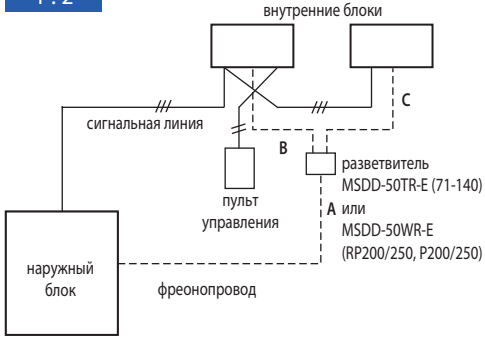 1 : 2
внутренние блоки
C
сигнальная линия
B
разветвитель
MSDD-50TR-E (71-140)
A или
MSDD-50WR-E
(RP200/250, P200/250)
пульт
управления
наружный
блок
фреонопровод